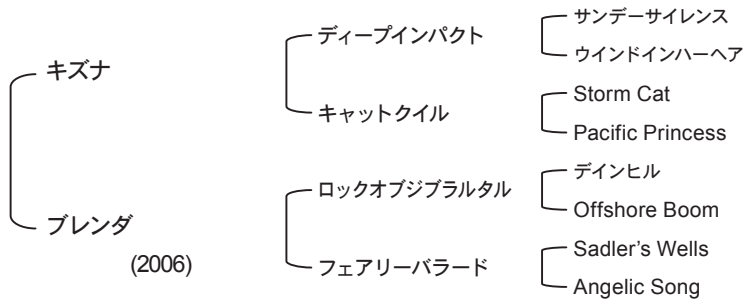 キズナ
ディープインパクト
サンデーサイレンス
ウインドインハーヘア
キャットクイル
Storm Cat
Pacific Princess
ブレンダ
(2006)
ロックオブジブラルタル
デインヒル
Offshore Boom
フェアリーバラード
Sadler's Wells
Angelic Song